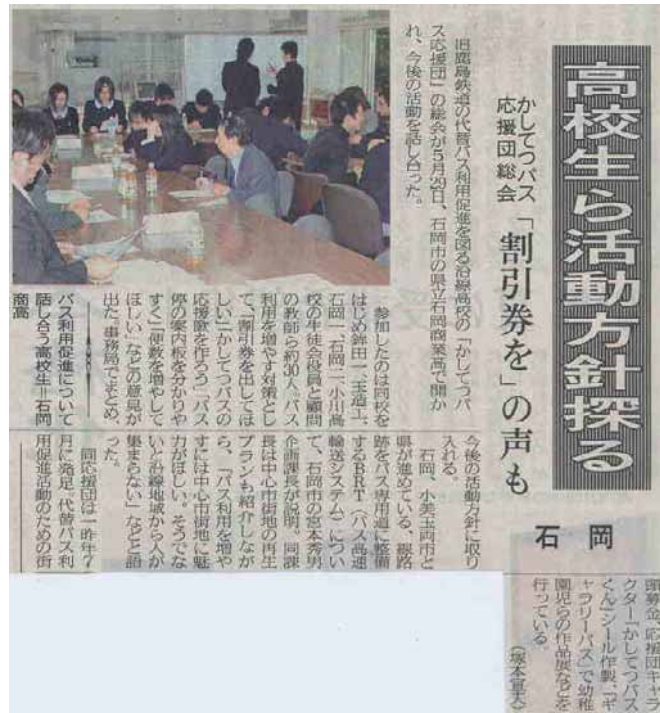 高校生ら活動方針探る
かしてつバス
応援団総会
「割引券を」の声も
石岡
旧鹿島鉄道の代替バス利用促進を図る沿線高校の「かしてつバ
ス応援団」の総会が5月29日、石岡市の県立石岡商業高で開か
れ、今後の活動を話し合った。
参加したのは同校を
はじめ鉾田一、玉造工、
石岡一、石岡二、小川高
校の生徒会役員と顧問
の教師ら約30人。バス
利用を増やす対策とし
て「割引券を出してほ
しい」「かしてつバスの
応援歌を作ろう」「バス
停の案内板を分かりや
すく」「便数を増やして
ほしい」などの意見が
出た。事務局でまとめ、
バス利用促進について
話し合う高校生＝石岡
商高
今後の活動方針に取り
入れる。
石岡、小美玉両市と
県が進めている、線路
跡をバス専用道に整備
するBRT（バス高速
輸送システム）につい
て、石岡市の宮本秀男
企画課長が説明。同課
長は中心市街地の再生
プランも紹介しなが
ら、「バス利用を増や
すには中心市街地に魅
力がほしい。そうでな
いと沿線地域から人が
集まらない」などと語
った。
同応援団は一昨年7
月に発足。代替バス利
用促進活動のための街
頭募金、応援団キャラ
クター「かしてつバス
くん」シール作製、「ギ
ャラリーバス」で幼稚
園児らの作品展などを
行っている。